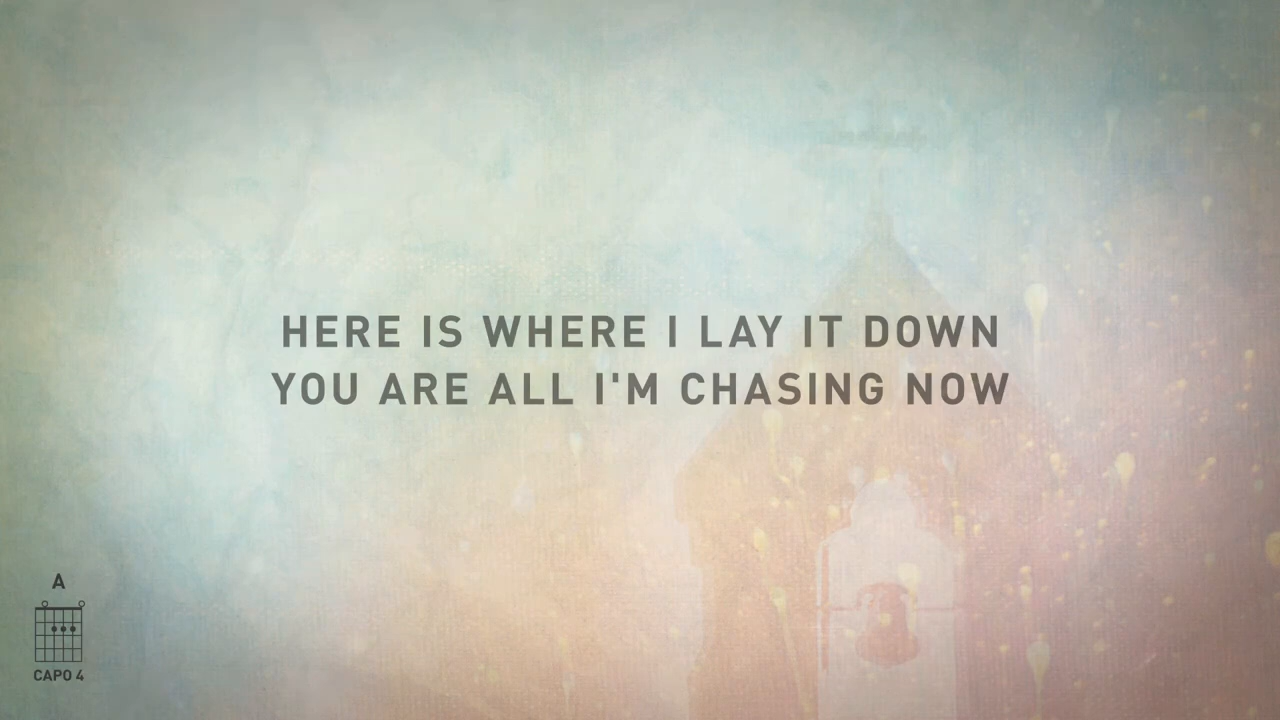 HERE IS WHERE I LAY IT DOWN
YOU ARE ALL I'M CHASING NOW
A
CAPO 4